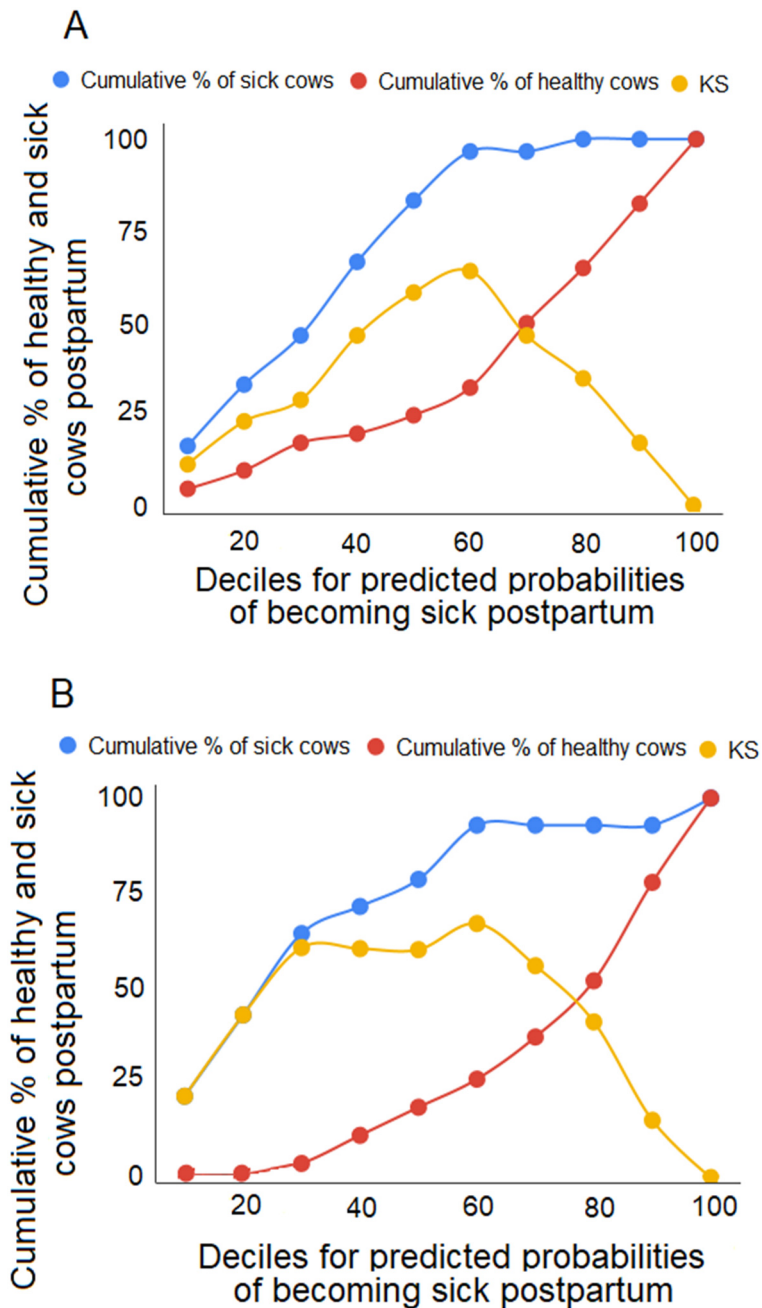 A
Cumulative % of sick cows Cumulative % of healthy cows KS
Cumulative % of healthy and sick
cows postpartum
100
75
50
25
0
20 40 60 80 100
Deciles for predicted probabilities
of becoming sick postpartum
B
Cumulative % of sick cows Cumulative % of healthy cows KS
Cumulative % of healthy and sick
cows postpartum
100
75
50
25
0
20 40 60 80 100
Deciles for predicted probabilities
of becoming sick postpartum